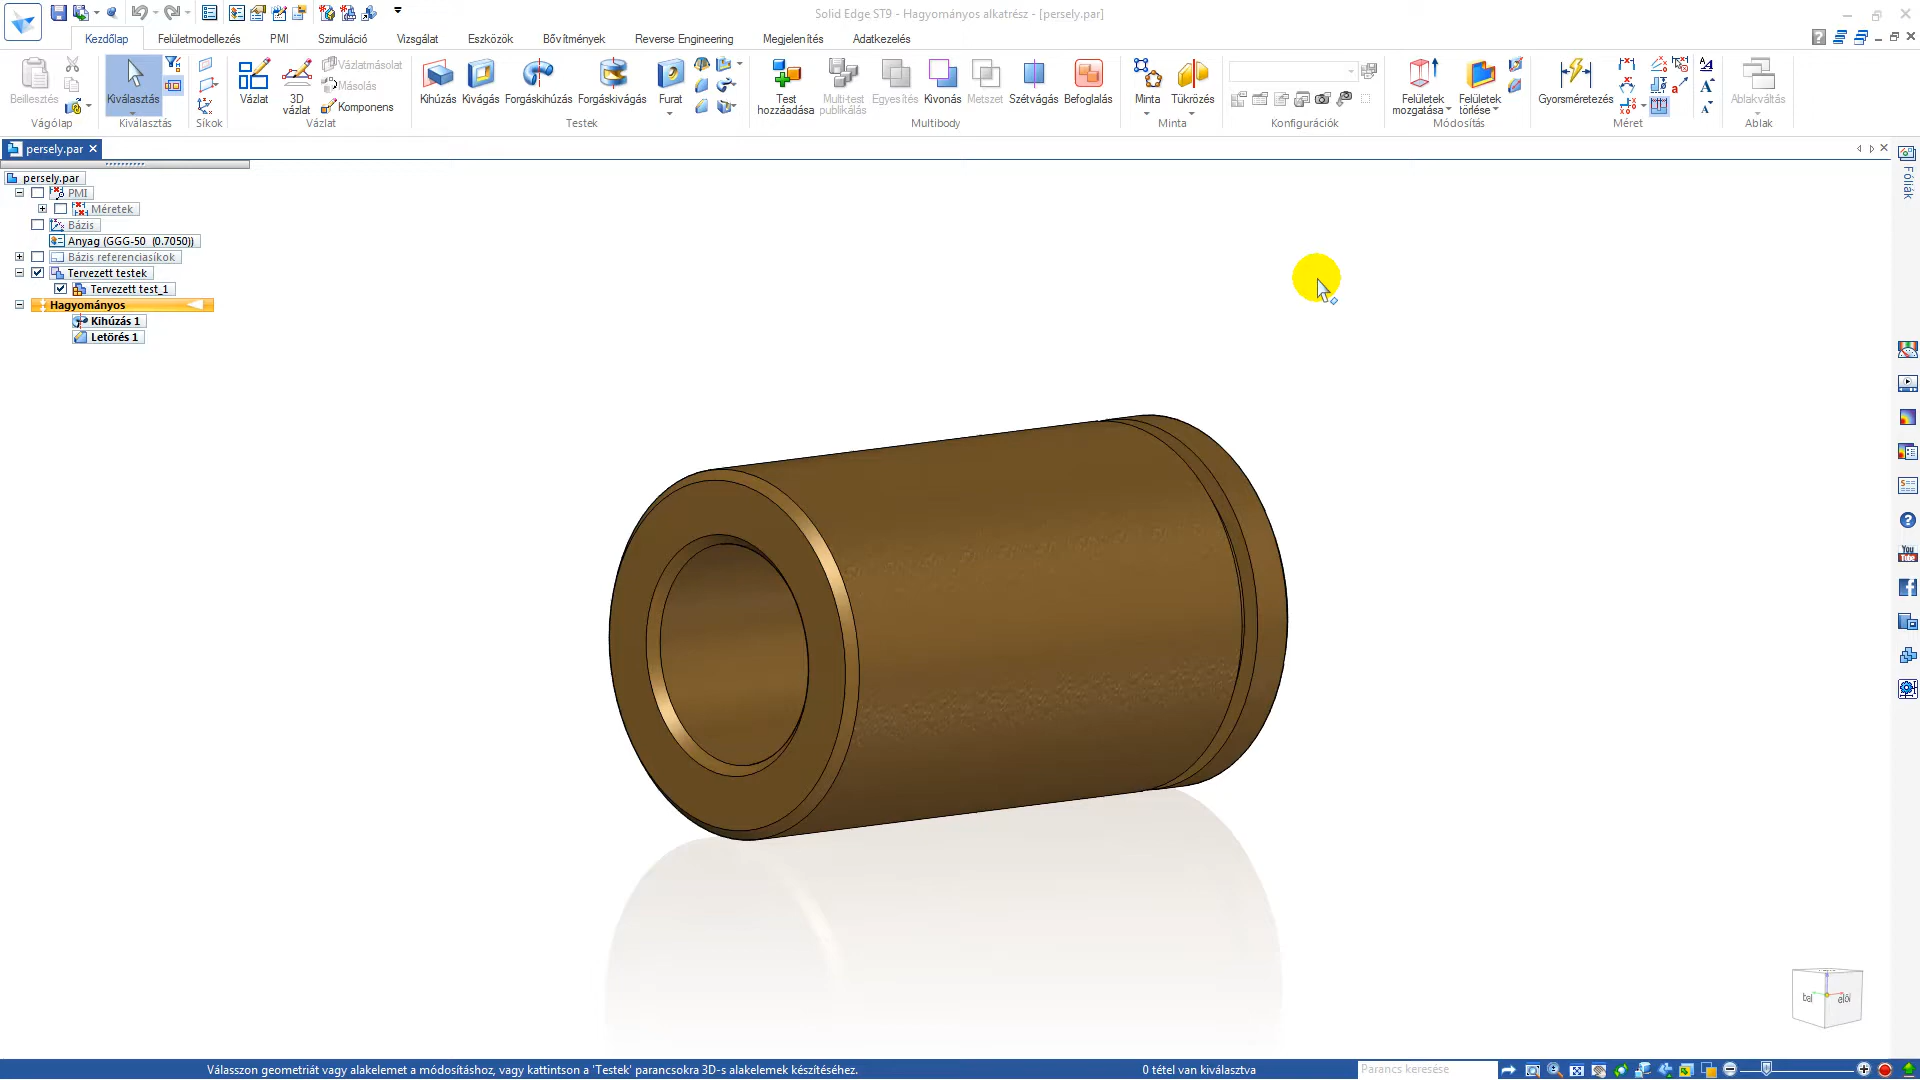 Solid Edge ST9 - Hagyományos alkatrész - [persely.par]
Kezdőlap Felületmodellezés PMI Szimuláció Vizsgálat Eszközök Bővítmények Reverse Engineering Megjelenítés Adatkezelés
Beillesztés
Vágólap
Kiválasztás
Kiválasztás
Síkok
Vázlat
3D vázlat
Vázlatmásolat
Másolás
Komponens
Vázlat
Kihúzás Kivágás Forgáskihúzás Forgáskivágás Furat
Testek
Test hozzáadása
Multi-test publikálás
Egyesítés Kivonás Metszet Szétvágás Befoglalás
Multibody
Minta Tükrözés
Minta
Konfigurációk
Felületek mozgatása
Felületek törlése
Módosítás
Gyorsméretezés
Méret
Ablakváltás
Ablak
persely.par
persely.par
PMI
Méretek
Bázis
Anyag (GGG-50 (0.7050))
Bázis referenciasíkok
Tervezett testek
Tervezett test_1
Hagyományos
Kihúzás 1
Letörés 1
Fóliák
You
Tube
bal
elöl
Válasszon geometriát vagy alakelemet a módosításhoz, vagy kattintson a 'Testek' parancsokra 3D-s alakelemek készítéséhez.
0 tétel van kiválasztva
Parancs keresése